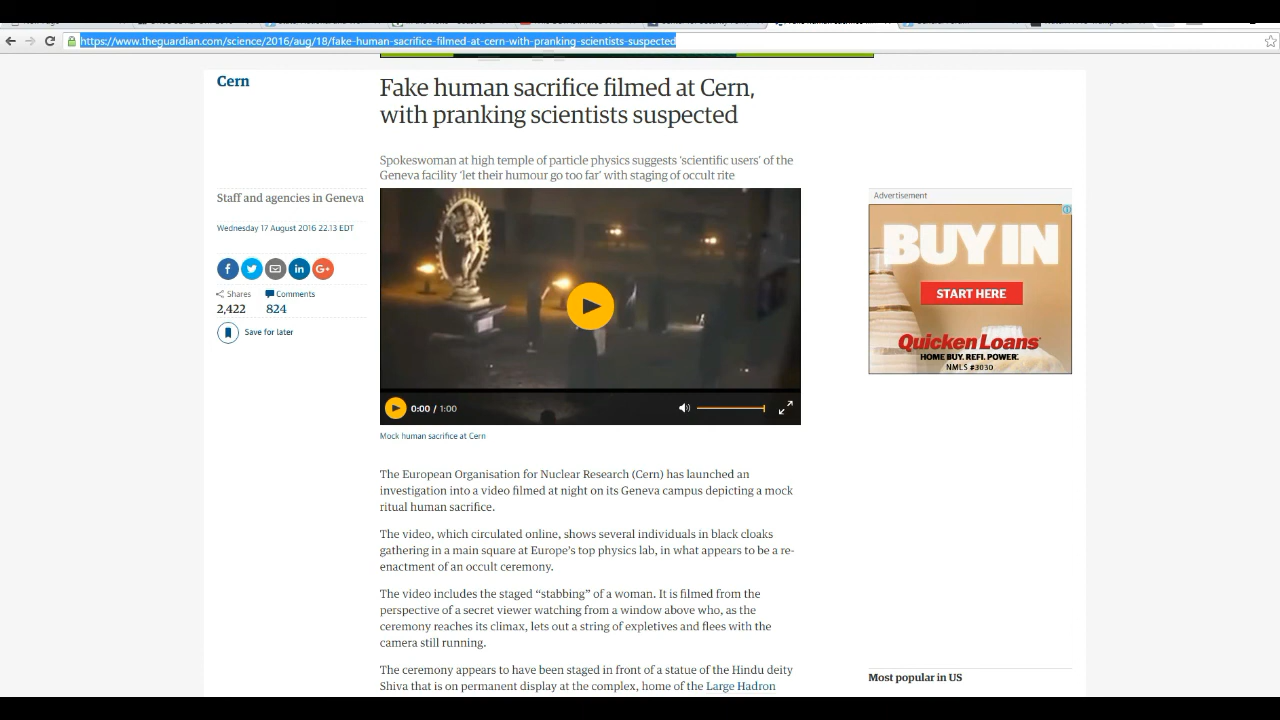 https://www.theguardian.com/science/2016/aug/18/fake-human-sacrifice-filmed-at-cern-with-pranking-scientists-suspected
Cern
Fake human sacrifice filmed at Cern,
with pranking scientists suspected
Spokeswoman at high temple of particle physics suggests ‘scientific users’ of the
Geneva facility ‘let their humour go too far’ with staging of occult rite
Staff and agencies in Geneva
Wednesday 17 August 2016 22.13 EDT
Shares
Comments
2,422
824
Save for later
0:00 / 1:00
Mock human sacrifice at Cern
The European Organisation for Nuclear Research (Cern) has launched an
investigation into a video filmed at night on its Geneva campus depicting a mock
ritual human sacrifice.
The video, which circulated online, shows several individuals in black cloaks
gathering in a main square at Europe’s top physics lab, in what appears to be a re-
enactment of an occult ceremony.
The video includes the staged “stabbing” of a woman. It is filmed from the
perspective of a secret viewer watching from a window above who, as the
ceremony reaches its climax, lets out a string of expletives and flees with the
camera still running.
The ceremony appears to have been staged in front of a statue of the Hindu deity
Shiva that is on permanent display at the complex, home of the Large Hadron
Advertisement
BUY IN
START HERE
Quicken Loans
HOME BUY. REFI. POWER.
NMLS #3030
Most popular in US